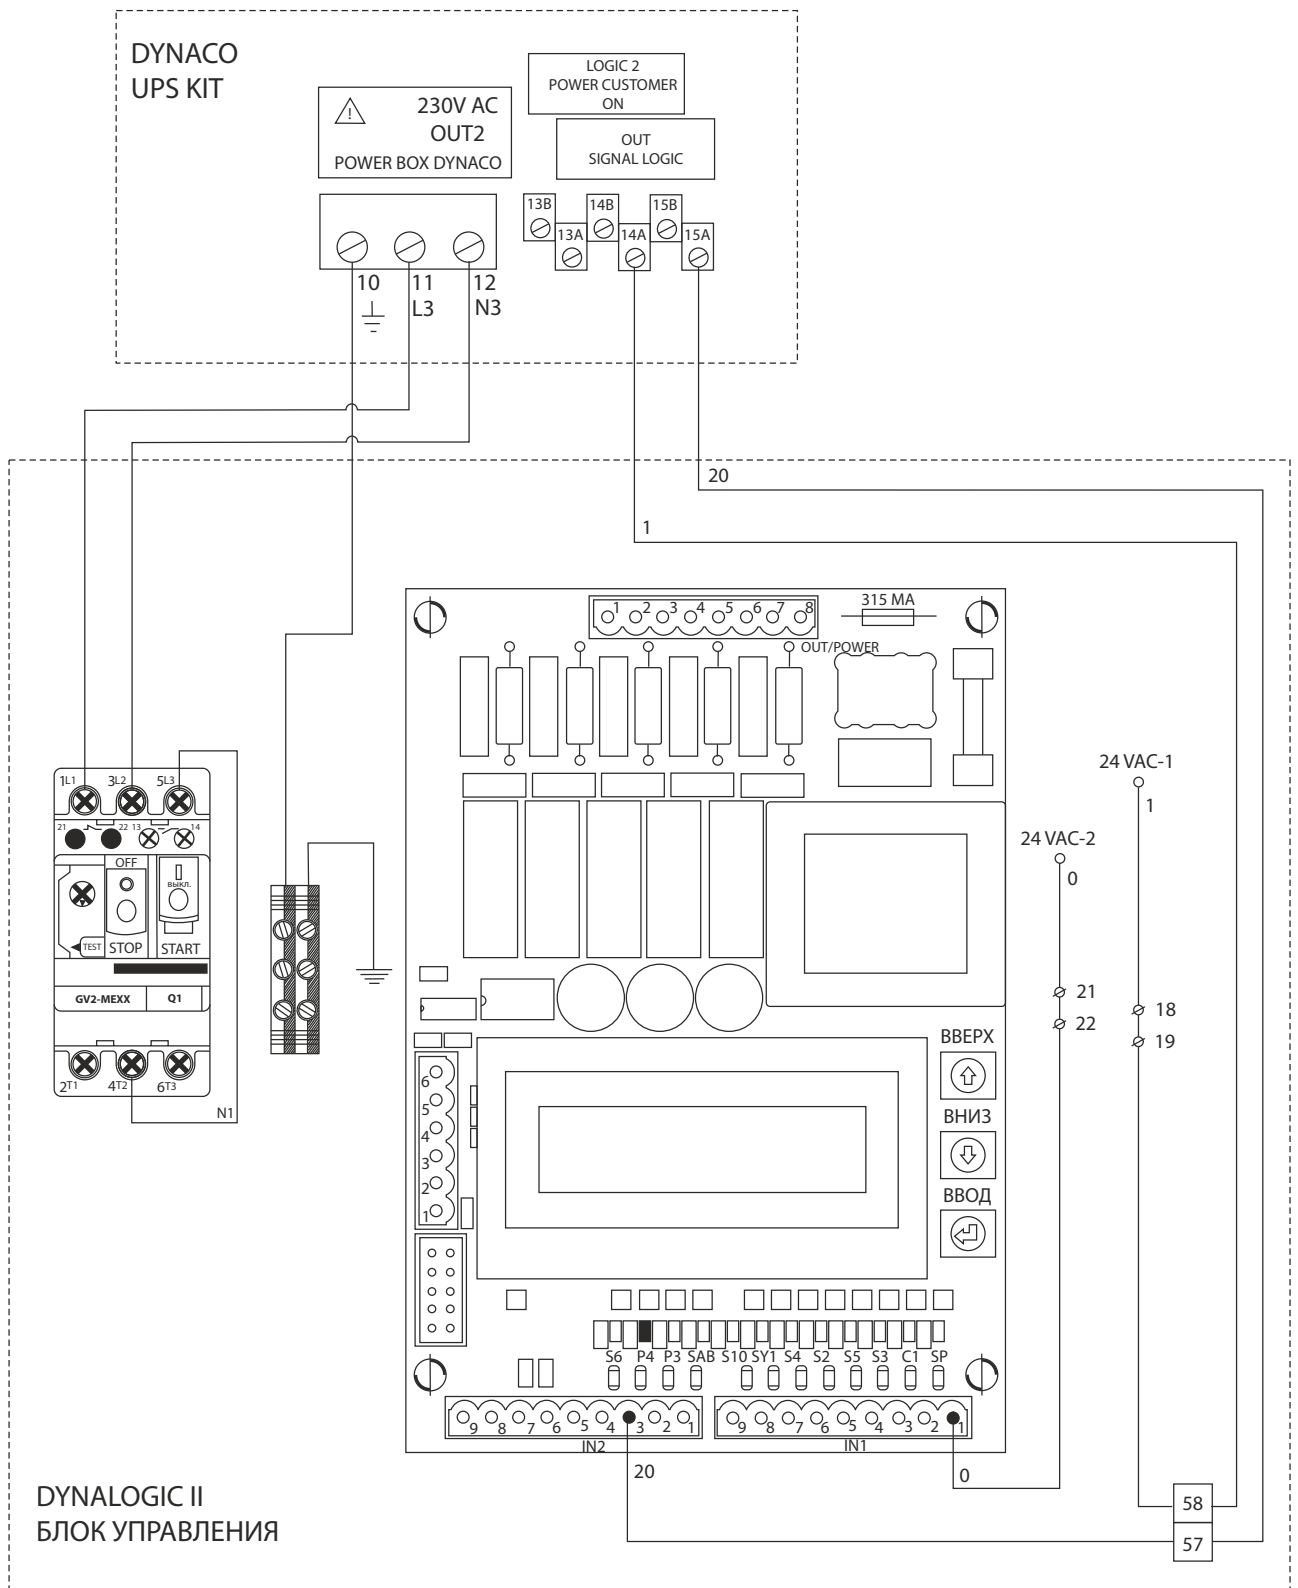 DYNACO
UPS KIT
LOGIC 2
POWER CUSTOMER
ON
230V AC
OUT2
POWER BOX DYNACO
!
OUT
SIGNAL LOGIC
13B
14B
15B
13A
14A
15A
10
11
12
L3
N3
20
1
1 2 3 4 5 6 7 8
315 MA
OUT/POWER
24 VAC-1
1
24 VAC-2
0
1L1 3L2 5L3
21 22 13 14
OFF
ВЫКЛ.
TEST
STOP
START
GV2-MEXX
Q1
2T1 4T2 6T3
N1
21
22
18
19
ВВЕРХ
ВНИЗ
ВВОД
6
5
4
3
2
1
S6 P4 P3 SAB S10 SY1 S4 S2 S5 S3 C1 SP
9 8 7 6 5 4 3 2 1
IN2
9 8 7 6 5 4 3 2 1
IN1
20
0
58
57
DYNALOGIC II
БЛОК УПРАВЛЕНИЯ